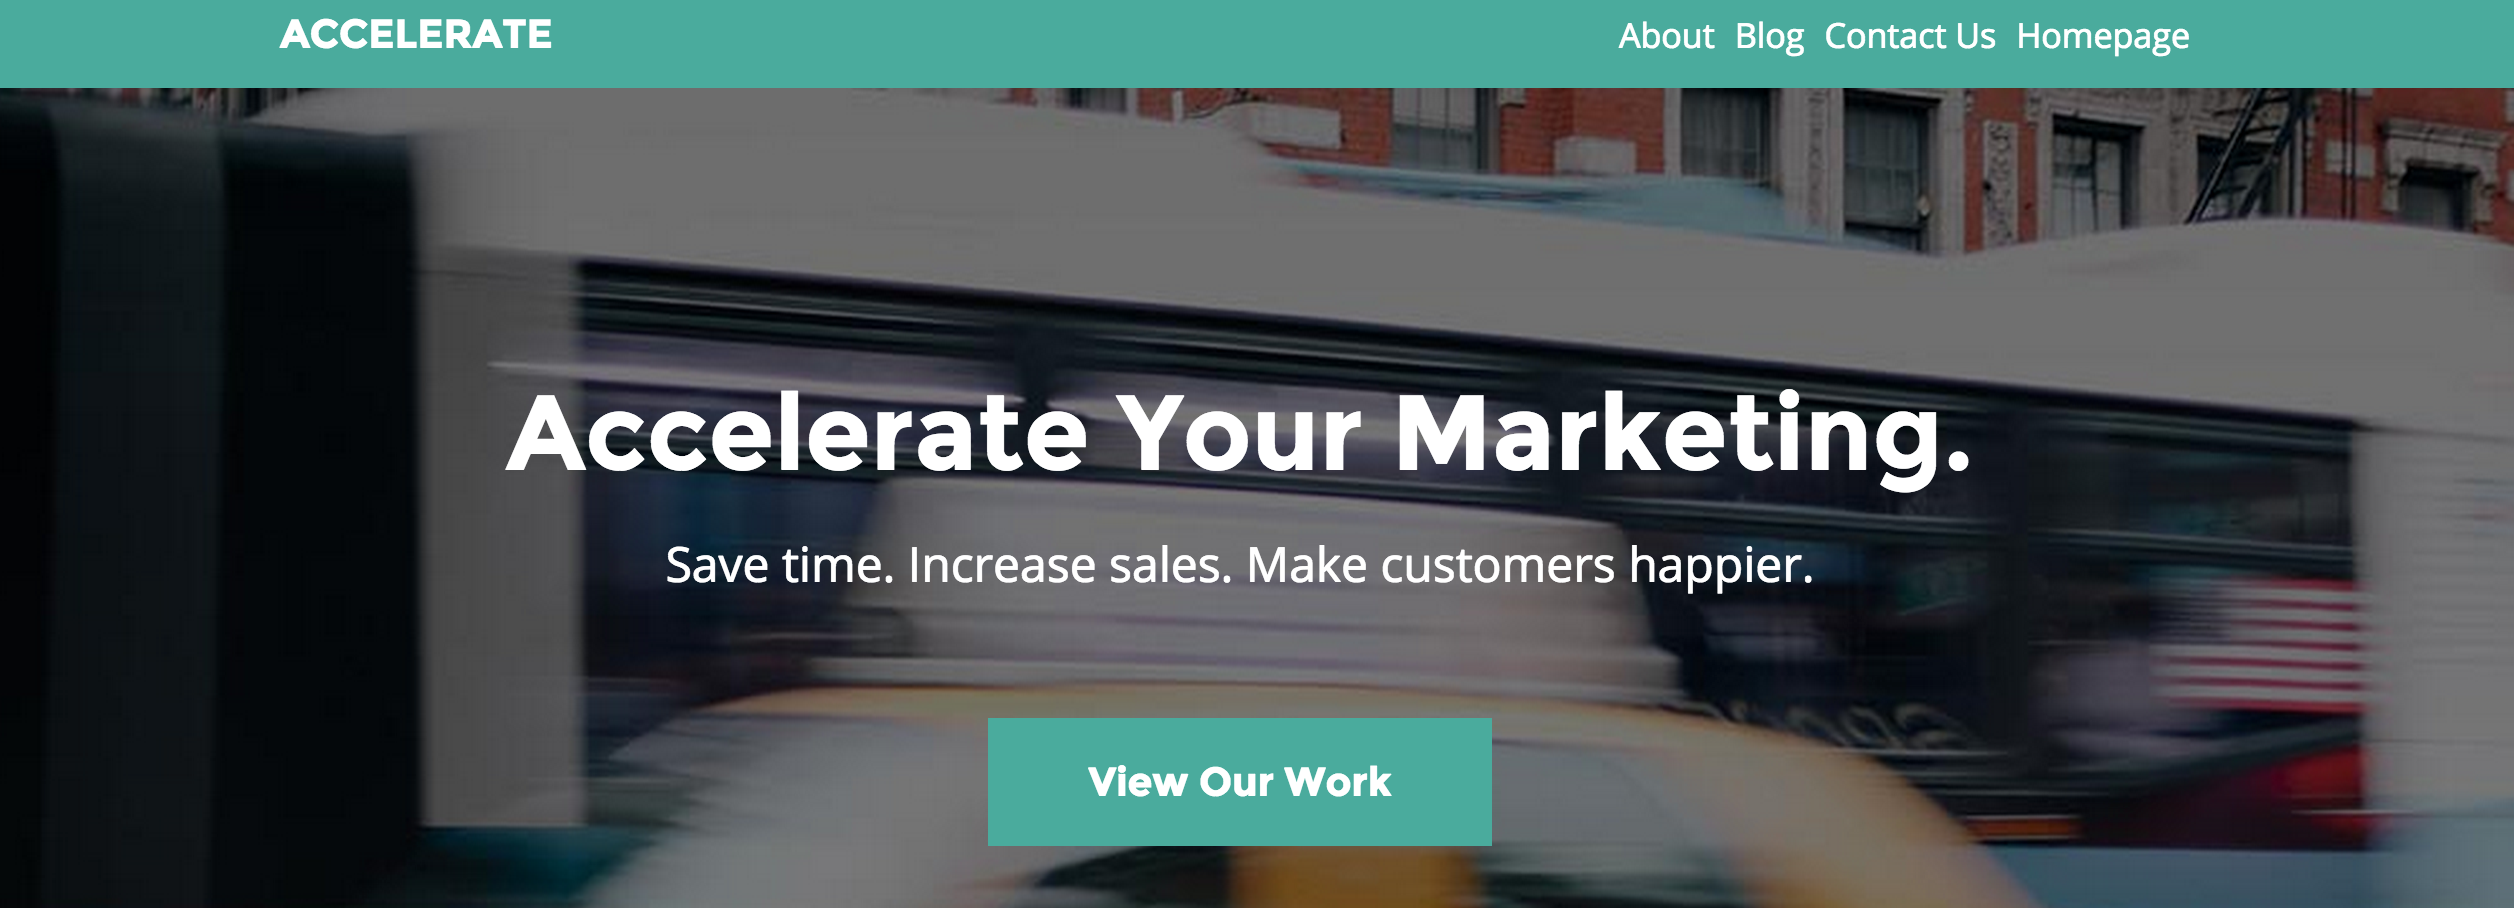 ACCELERATE
About Blog Contact Us Homepage
Accelerate Your Marketing.
Save time. Increase sales. Make customers happier.
View Our Work